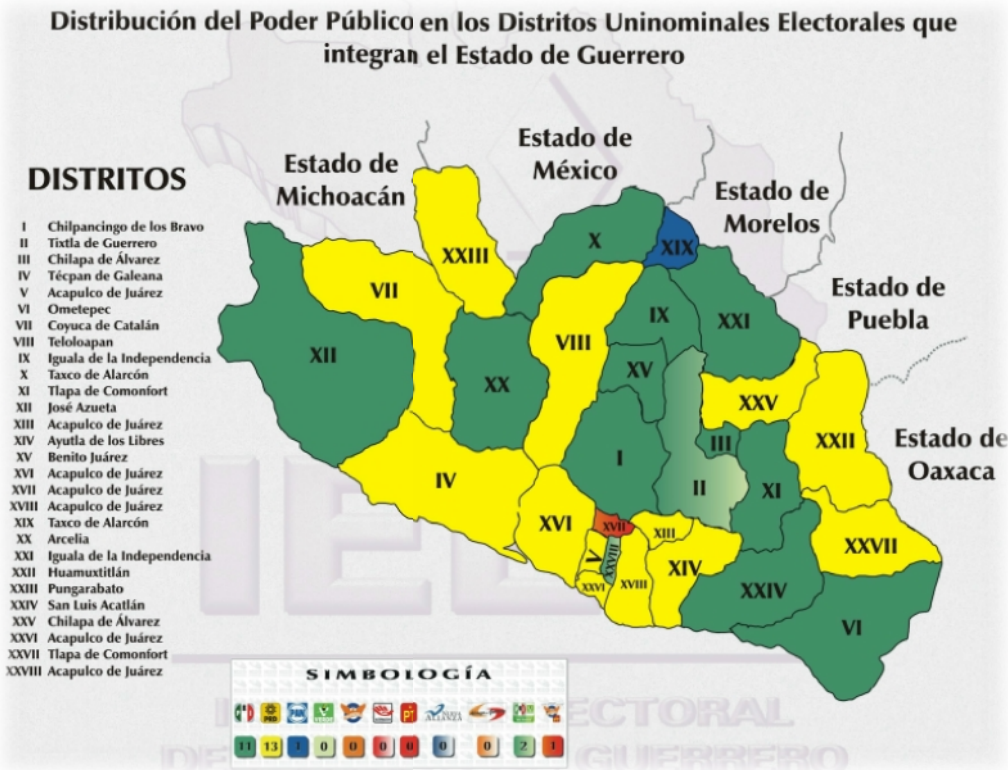 Distribución del Poder Público en los Distritos Uninominales Electorales que
integran el Estado de Guerrero
Estado de
Michoacán
Estado de
México
Estado de
Morelos
Estado de
Puebla
Estado de
Oaxaca
DISTRITOS
I Chilpancingo de los Bravo
II Tixtla de Guerrero
III Chilapa de Álvarez
IV Técpan de Galeana
V Acapulco de Juárez
VI Ometepec
VII Coyuca de Catalán
VIII Teloloapan
IX Iguala de la Independencia
X Taxco de Alarcón
XI Tlapa de Comonfort
XII José Azueta
XIII Acapulco de Juárez
XIV Ayutla de los Libres
XV Benito Juárez
XVI Acapulco de Juárez
XVII Acapulco de Juárez
XVIII Acapulco de Juárez
XIX Taxco de Alarcón
XX Arcelia
XXI Iguala de la Independencia
XXII Huamuxtitlán
XXIII Pungarabato
XXIV San Luis Acatlán
XXV Chilapa de Álvarez
XXVI Acapulco de Juárez
XXVII Tlapa de Comonfort
XXVIII Acapulco de Juárez
XXIII
X
XIX
VII
IX
XXI
VIII
XII
XV
XX
XXV
III
XXII
I
II
XI
IV
XVI
XVII
XIII
XXVII
V
XXVIII
XIV
XXVI
XVIII
XXIV
VI
SIMBOLOGÍA
PRD PAN VERDE PT ALIANZA
11 13 1 0 0 0 0 0 0 2 1
ECTORAL
DE GUERRERO